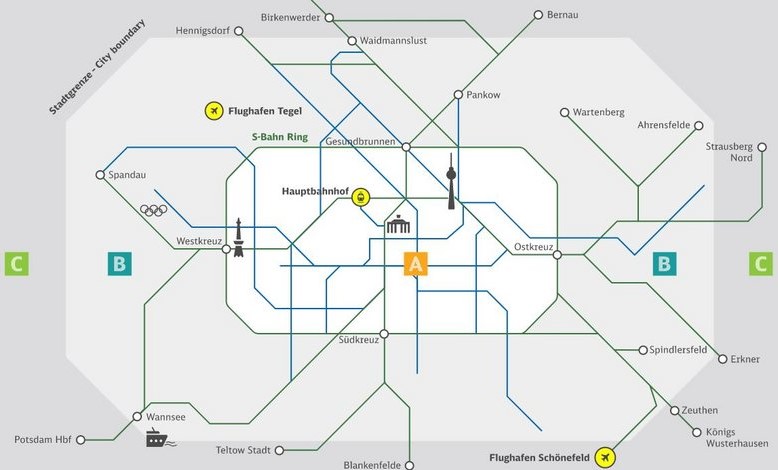 Birkenwerder
Bernau
Hennigsdorf
Waidmannslust
Stadtgrenze - City boundary
Pankow
Flughafen Tegel
Wartenberg
Ahrensfelde
S-Bahn Ring
Gesundbrunnen
Strausberg
Nord
Spandau
Hauptbahnhof
Westkreuz
Ostkreuz
C
B
A
B
C
Südkreuz
Spindlersfeld
Erkner
Wannsee
Zeuthen
Potsdam Hbf
Königs
Wusterhausen
Teltow Stadt
Flughafen Schönefeld
Blankenfelde